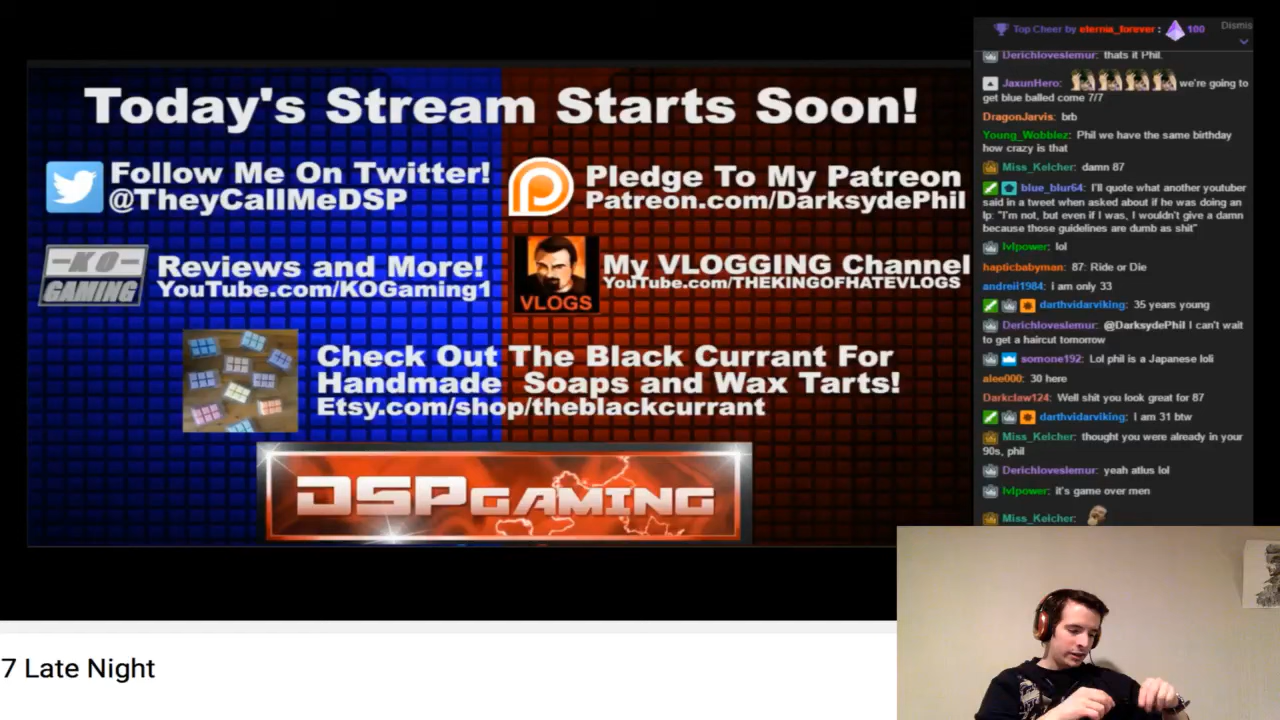 Today's Stream Starts Soon!
Follow Me On Twitter!
@TheyCallMeDSP
Pledge To My Patreon
Patreon.com/DarksydePhil
-KO-
GAMING
Reviews and More!
YouTube.com/KOGaming1
VLOGS
My VLOGGING Channel
YouTube.com/THEKINGOFHATEVLOGS
Check Out The Black Currant For
Handmade Soaps and Wax Tarts!
Etsy.com/shop/theblackcurrant
DSPGAMING
7 Late Night
Top Cheer by eternia_forever : 100
Dismis
Derichloveslemur: thats it Phil.
JaxunHero: we're going to
get blue balled come 7/7
DragonJarvis: brb
Young_Wobblez: Phil we have the same birthday
how crazy is that
Miss_Kelcher: damn 87
blue_blur64: I'll quote what another youtuber
said in a tweet when asked about if he was doing an
lp: "I'm not, but even if I was, I wouldn't give a damn
because those guidelines are dumb as shit"
lvlpower: lol
hapticbabyman: 87: Ride or Die
andreii1984: i am only 33
darthvidarviking: 35 years young
Derichloveslemur: @DarksydePhil I can't wait
to get a haircut tomorrow
somone192: Lol phil is a Japanese loli
alee000: 30 here
Darkclaw124: Well shit you look great for 87
darthvidarviking: I am 31 btw
Miss_Kelcher: thought you were already in your
90s, phil
Derichloveslemur: yeah atlus lol
lvlpower: it's game over men
Miss_Kelcher: